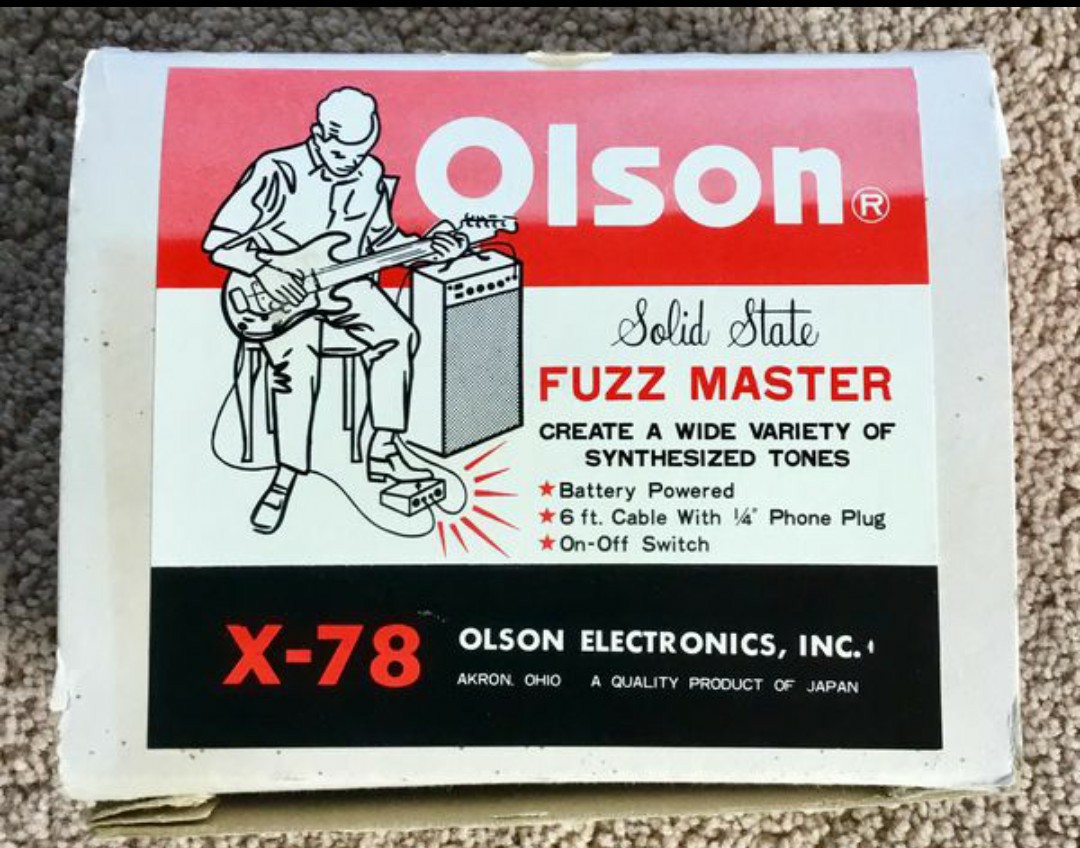 Olson®
Solid State
FUZZ MASTER
CREATE A WIDE VARIETY OF
SYNTHESIZED TONES
★ Battery Powered
★ 6 ft. Cable With ¼" Phone Plug
★ On-Off Switch
X-78
OLSON ELECTRONICS, INC.
AKRON, OHIO A QUALITY PRODUCT OF JAPAN